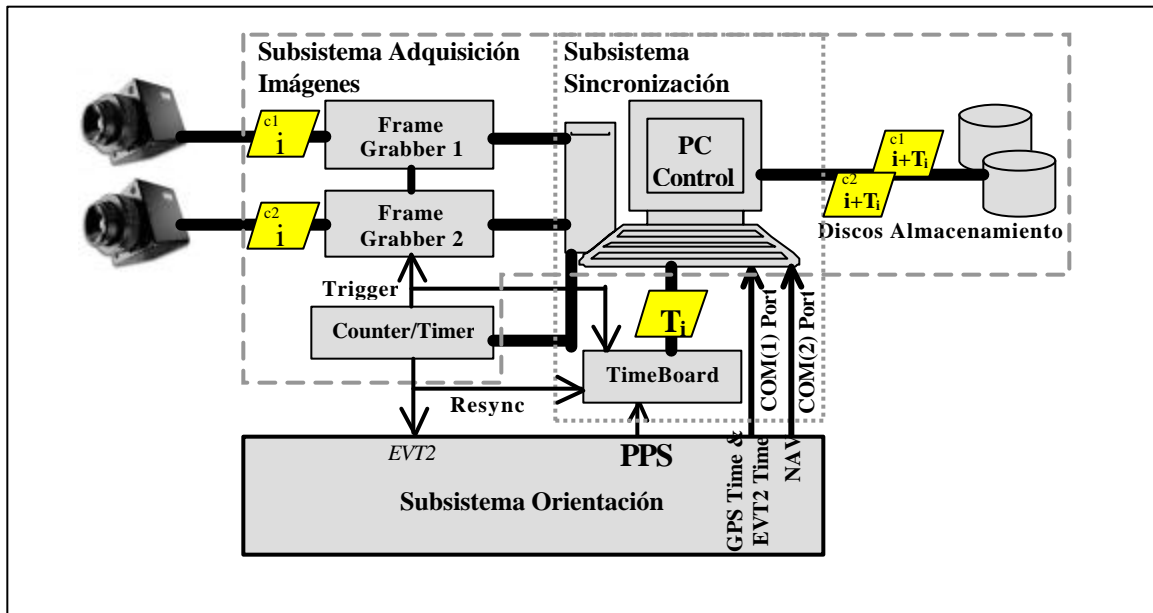 Subsistema Adquisición
Imágenes
Subsistema
Sincronización
c1
i
Frame
Grabber 1
PC
Control
c1
i+Ti
c2
i+Ti
c2
i
Frame
Grabber 2
Discos Almacenamiento
Trigger
Counter/Timer
Ti
TimeBoard
COM(1) Port
COM(2) Port
Resync
EVT2
PPS
GPS Time &
EVT2 Time
NAV
Subsistema Orientación